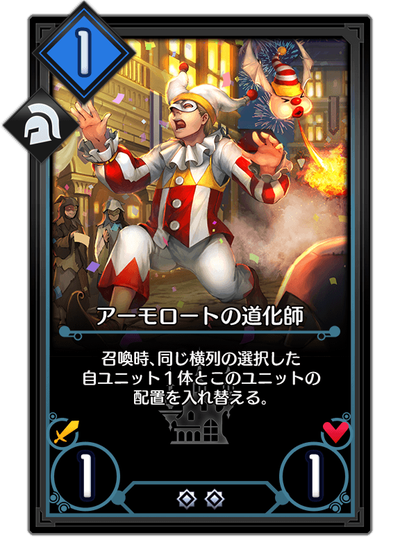 1
アーモロートの道化師
召喚時、同じ横列の選択した
自ユニット1体とこのユニットの
配置を入れ替える。
1 1